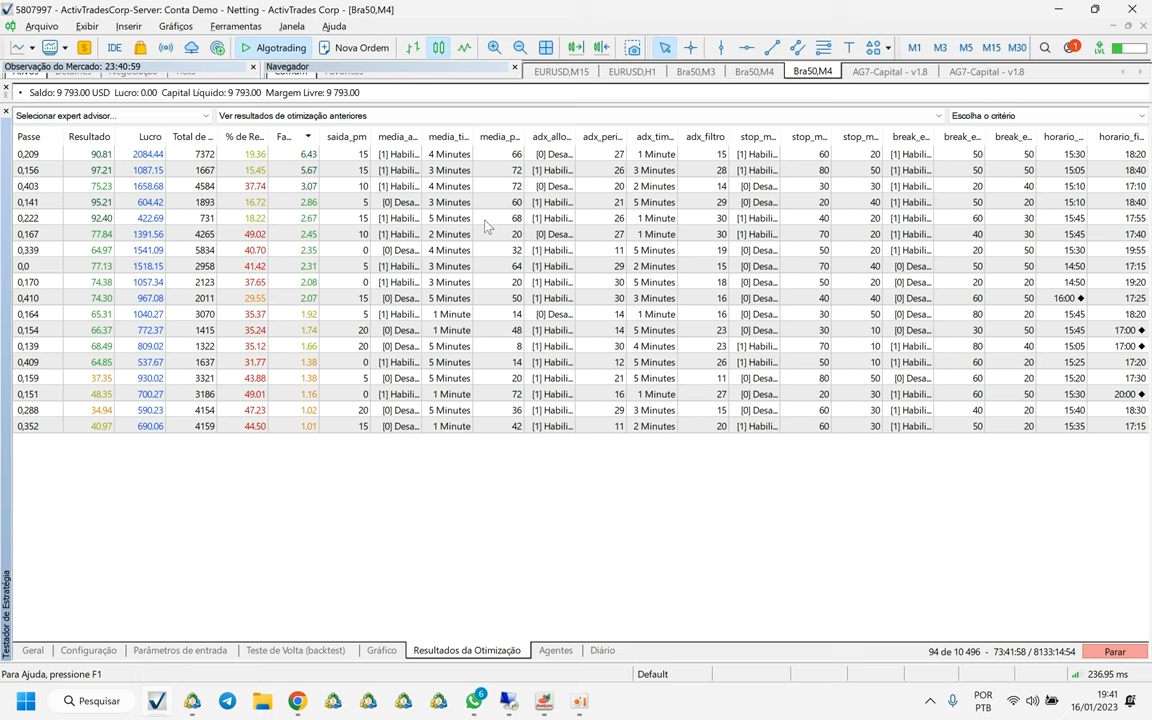 5807997 - ActivTradesCorp-Server: Conta Demo - Netting - ActivTrades Corp - [Bra50,M4]
Arquivo Exibir Inserir Gráficos Ferramentas Janela Ajuda
IDE Algotrading Nova Ordem M1 M3 M5 M15 M30 1 LVL
Observação do Mercado: 23:40:59 Navegador
EURUSD,M15 EURUSD,H1 Bra50,M3 Bra50,M4 Bra50,M4 AG7-Capital - v1.8 AG7-Capital - v1.8
Saldo: 9 793.00 USD Lucro: 0.00 Capital Líquido: 9 793.00 Margem Livre: 9 793.00
Selecionar expert advisor... Ver resultados de otimização anteriores Escolha o critério
Passe Resultado Lucro Total de ... % de Re... Fa... saida_pm media_a... media_ti... media_p... adx_allo... adx_peri... adx_tim... adx_filtro stop_m... stop_m... stop_m... break_e... break_e... break_e... horario_... horario_fi...
0,209 90.81 2084.44 7372 19.36 6.43 15 [1] Habili... 4 Minutes 66 [0] Desa... 27 1 Minute 15 [1] Habili... 60 20 [1] Habili... 50 50 15:30 18:20
0,156 97.21 1087.15 1667 15.45 5.67 15 [1] Habili... 3 Minutes 72 [1] Habili... 26 3 Minutes 28 [1] Habili... 80 50 [1] Habili... 50 20 15:05 18:40
0,403 75.23 1658.68 4584 37.74 3.07 10 [1] Habili... 4 Minutes 72 [0] Desa... 20 2 Minutes 14 [0] Desa... 30 30 [1] Habili... 20 40 15:10 17:10
0,141 95.21 604.42 1893 16.72 2.86 5 [0] Desa... 3 Minutes 60 [1] Habili... 21 5 Minutes 29 [0] Desa... 20 40 [1] Habili... 50 20 15:10 18:40
0,222 92.40 422.69 731 18.22 2.67 15 [1] Habili... 5 Minutes 68 [1] Habili... 26 1 Minute 30 [1] Habili... 40 20 [1] Habili... 60 30 15:45 17:55
0,167 77.84 1391.56 4265 49.02 2.45 10 [1] Habili... 2 Minutes 20 [0] Desa... 27 1 Minute 30 [1] Habili... 70 20 [1] Habili... 60 40 15:45 17:40
0,339 64.97 1541.09 5834 40.70 2.35 0 [0] Desa... 4 Minutes 32 [1] Habili... 11 5 Minutes 19 [0] Desa... 50 20 [1] Habili... 60 20 15:30 19:55
0,0 77.13 1518.15 2958 41.42 2.31 5 [1] Habili... 3 Minutes 64 [1] Habili... 29 2 Minutes 15 [1] Habili... 70 40 [0] Desa... 50 50 14:50 17:15
0,170 74.38 1057.34 2123 37.65 2.08 0 [1] Habili... 3 Minutes 20 [1] Habili... 30 5 Minutes 18 [0] Desa... 50 20 [0] Desa... 20 50 14:50 19:20
0,410 74.30 967.08 2011 29.55 2.07 15 [0] Desa... 5 Minutes 50 [1] Habili... 30 3 Minutes 16 [0] Desa... 40 40 [0] Desa... 60 50 16:00 17:25
0,164 65.31 1040.27 3070 35.37 1.92 5 [1] Habili... 1 Minute 14 [0] Desa... 14 1 Minute 16 [0] Desa... 30 50 [0] Desa... 80 20 15:45 18:20
0,154 66.37 772.37 1415 35.24 1.74 20 [0] Desa... 1 Minute 48 [1] Habili... 14 5 Minutes 23 [0] Desa... 30 10 [0] Desa... 30 50 15:45 17:00
0,139 68.49 809.02 1322 35.12 1.66 20 [0] Desa... 5 Minutes 8 [1] Habili... 30 4 Minutes 23 [0] Desa... 70 10 [1] Habili... 80 40 15:05 17:00
0,409 64.85 537.67 1637 31.77 1.38 0 [1] Habili... 5 Minutes 14 [1] Habili... 12 5 Minutes 26 [1] Habili... 50 10 [1] Habili... 60 20 15:25 17:20
0,159 37.35 930.02 3321 43.88 1.38 5 [0] Desa... 5 Minutes 20 [1] Habili... 21 5 Minutes 11 [0] Desa... 80 50 [0] Desa... 60 20 15:20 17:30
0,151 48.35 700.27 3186 49.01 1.16 0 [1] Habili... 1 Minute 72 [1] Habili... 16 1 Minute 27 [0] Desa... 20 30 [1] Habili... 60 50 15:30 20:00
0,288 34.94 590.23 4154 47.23 1.02 20 [0] Desa... 5 Minutes 36 [1] Habili... 29 3 Minutes 15 [0] Desa... 60 30 [1] Habili... 40 20 15:40 18:30
0,352 40.97 690.06 4159 44.50 1.01 15 [0] Desa... 1 Minute 42 [1] Habili... 11 2 Minutes 20 [1] Habili... 60 30 [1] Habili... 50 20 15:35 17:15
Testador de Estratégia
Geral Configuração Parâmetros de entrada Teste de Volta (backtest) Gráfico Resultados da Otimização Agentes Diário 94 de 10 496 - 73:41:58 / 8133:14:54 Parar
Para Ajuda, pressione F1 Default 236.95 ms
Pesquisar 6 POR 19:41
PTB 16/01/2023